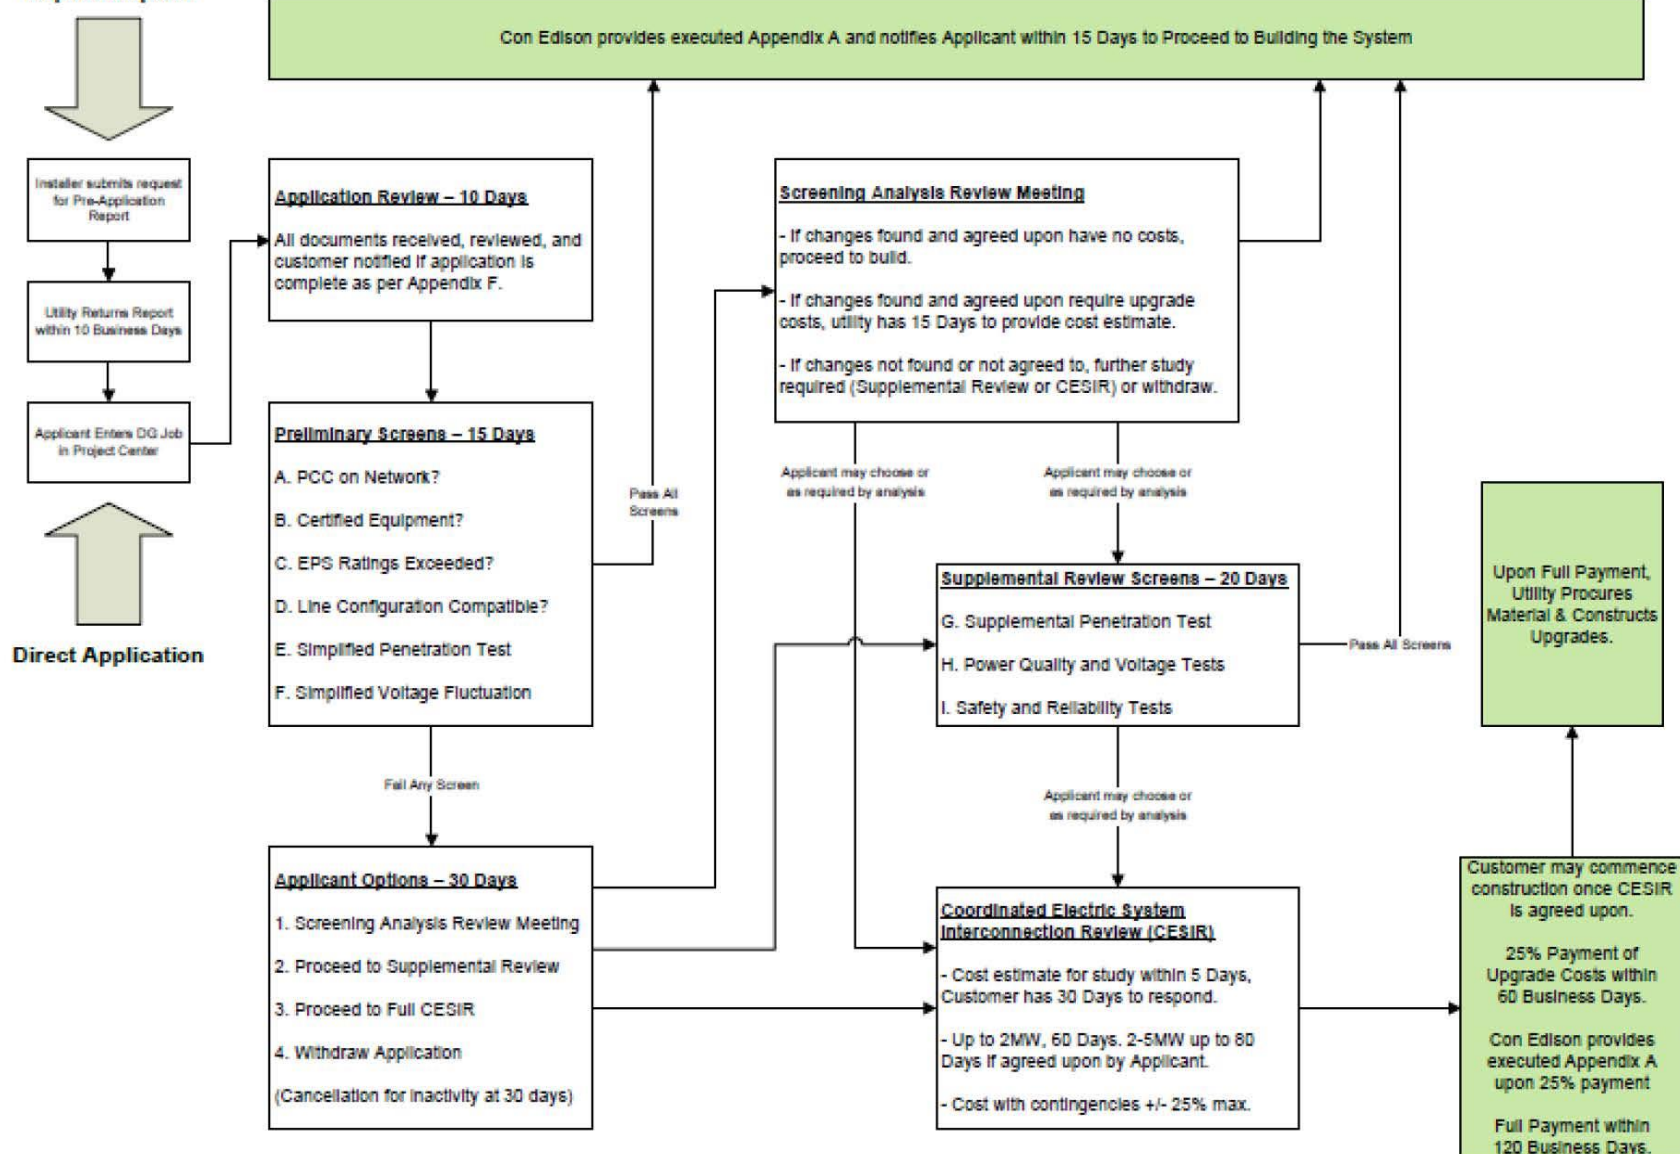 Con Edison provides executed Appendix A and notifies Applicant within 15 Days to Proceed to Building the System
Installer submits request
for Pre-Application
Report
Utility Returns Report
within 10 Business Days
Applicant Enters DG Job
in Project Center
Direct Application
Application Review – 10 Days
All documents received, reviewed, and
customer notified if application is
complete as per Appendix F.
Preliminary Screens – 15 Days
A. PCC on Network?
B. Certified Equipment?
C. EPS Ratings Exceeded?
D. Line Configuration Compatible?
E. Simplified Penetration Test
F. Simplified Voltage Fluctuation
Pass All
Screens
Fail Any Screen
Applicant Options – 30 Days
1. Screening Analysis Review Meeting
2. Proceed to Supplemental Review
3. Proceed to Full CESIR
4. Withdraw Application
(Cancellation for inactivity at 30 days)
Screening Analysis Review Meeting
- If changes found and agreed upon have no costs,
proceed to build.
- If changes found and agreed upon require upgrade
costs, utility has 15 Days to provide cost estimate.
- If changes not found or not agreed to, further study
required (Supplemental Review or CESIR) or withdraw.
Applicant may choose or
as required by analysis
Applicant may choose or
as required by analysis
Supplemental Review Screens – 20 Days
G. Supplemental Penetration Test
H. Power Quality and Voltage Tests
I. Safety and Reliability Tests
Pass All Screens
Applicant may choose or
as required by analysis
Coordinated Electric System
Interconnection Review (CESIR)
- Cost estimate for study within 5 Days,
Customer has 30 Days to respond.
- Up to 2MW, 60 Days. 2-5MW up to 80
Days if agreed upon by Applicant.
- Cost with contingencies +/- 25% max.
Upon Full Payment,
Utility Procures
Material & Constructs
Upgrades.
Customer may commence
construction once CESIR
is agreed upon.
25% Payment of
Upgrade Costs within
60 Business Days.
Con Edison provides
executed Appendix A
upon 25% payment
Full Payment within
120 Business Days.